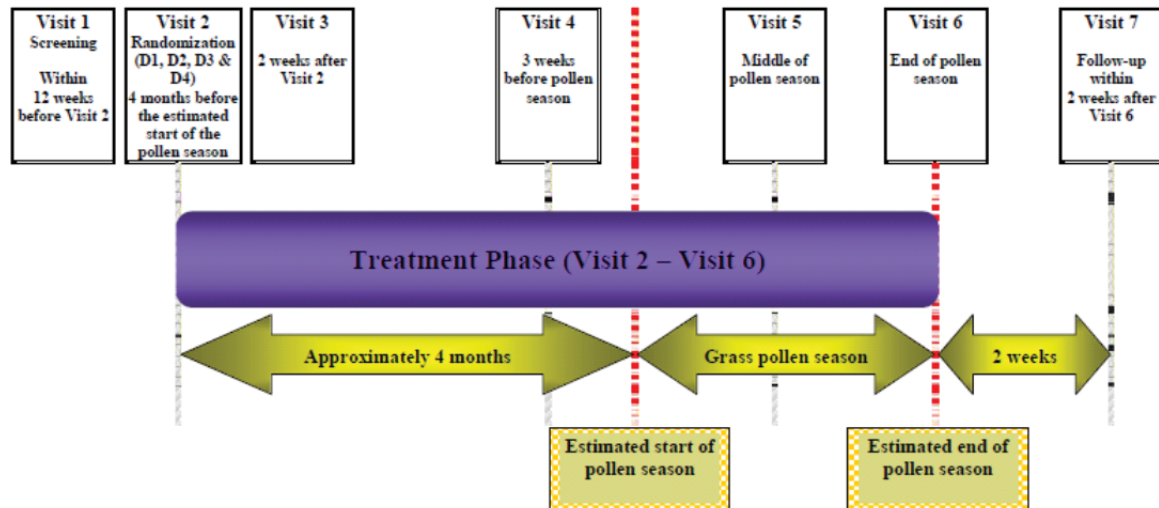 Visit 1
Screening
Within
12 weeks
before Visit 2
Visit 2
Randomization
(D1, D2, D3 &
D4)
4 months before
the estimated
start of the
pollen season
Visit 3
2 weeks after
Visit 2
Visit 4
3 weeks
before pollen
season
Visit 5
Middle of
pollen season
Visit 6
End of pollen
season
Visit 7
Follow-up
within
2 weeks after
Visit 6
Treatment Phase (Visit 2 – Visit 6)
Approximately 4 months
Grass pollen season
2 weeks
Estimated start of
pollen season
Estimated end of
pollen season